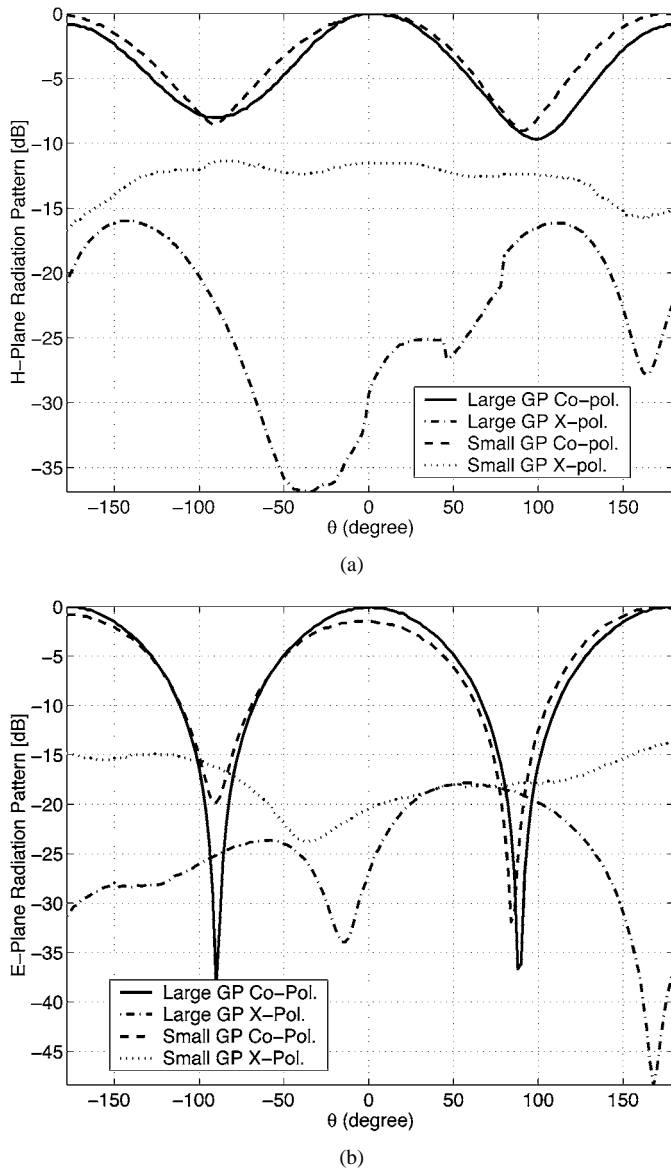 0
−5
−10
−15
−20
−25
−30
−35
H−Plane Radiation Pattern [dB]
Large GP Co−pol.
Large GP X−pol.
Small GP Co−pol.
Small GP X−pol.
−150 −100 −50 0 50 100 150
θ (degree)
(a)
0
−5
−10
−15
−20
−25
−30
−35
−40
−45
E−Plane Radiation Pattern [dB]
Large GP Co−Pol.
Large GP X−Pol.
Small GP Co−Pol.
Small GP X−Pol.
−150 −100 −50 0 50 100 150
θ (degree)
(b)